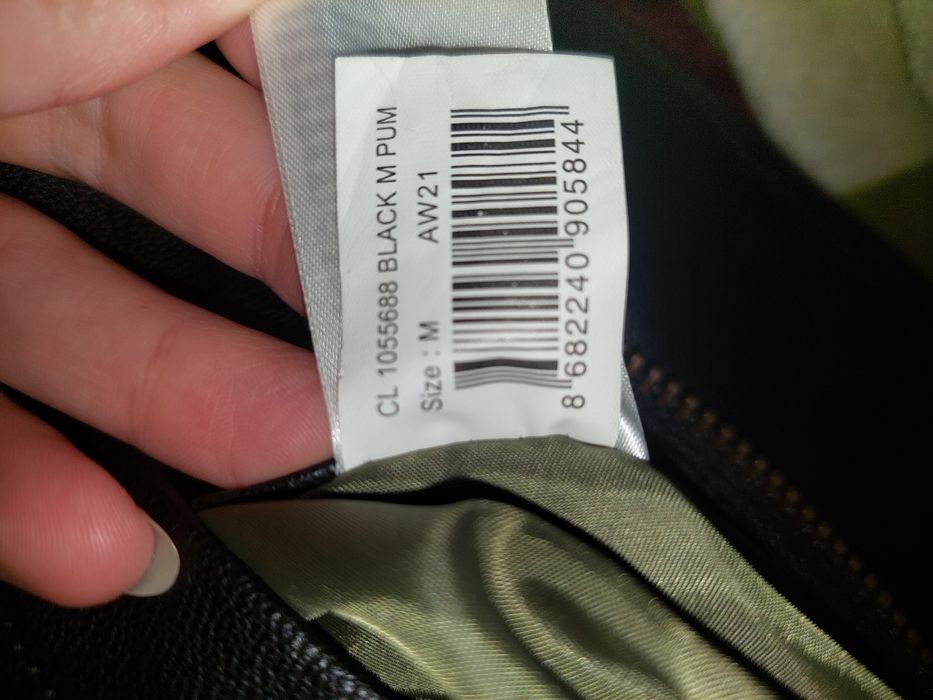 CL 1055688 BLACK M PUM
AW21
Size : M
8 682240 905844